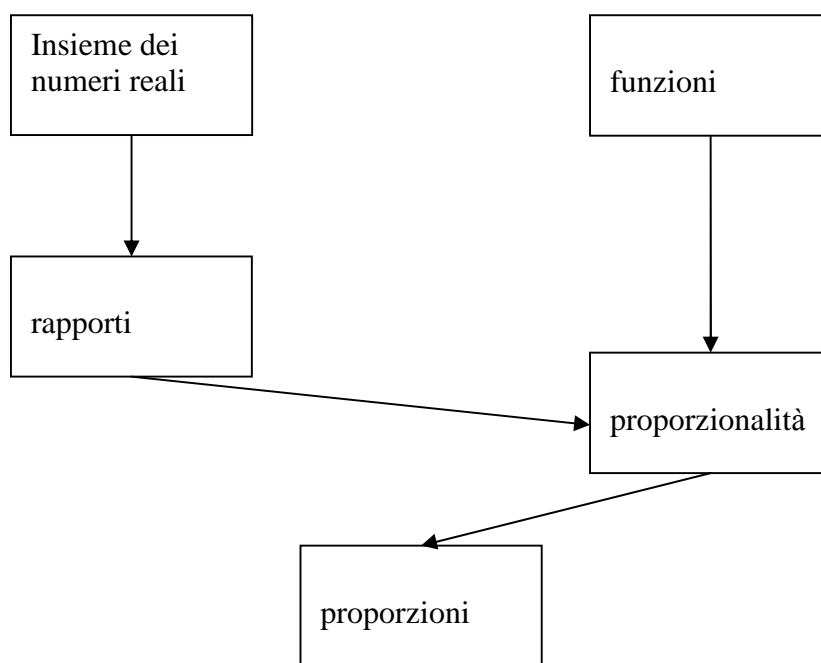 Insieme dei
numeri reali
funzioni
rapporti
proporzionalità
proporzioni